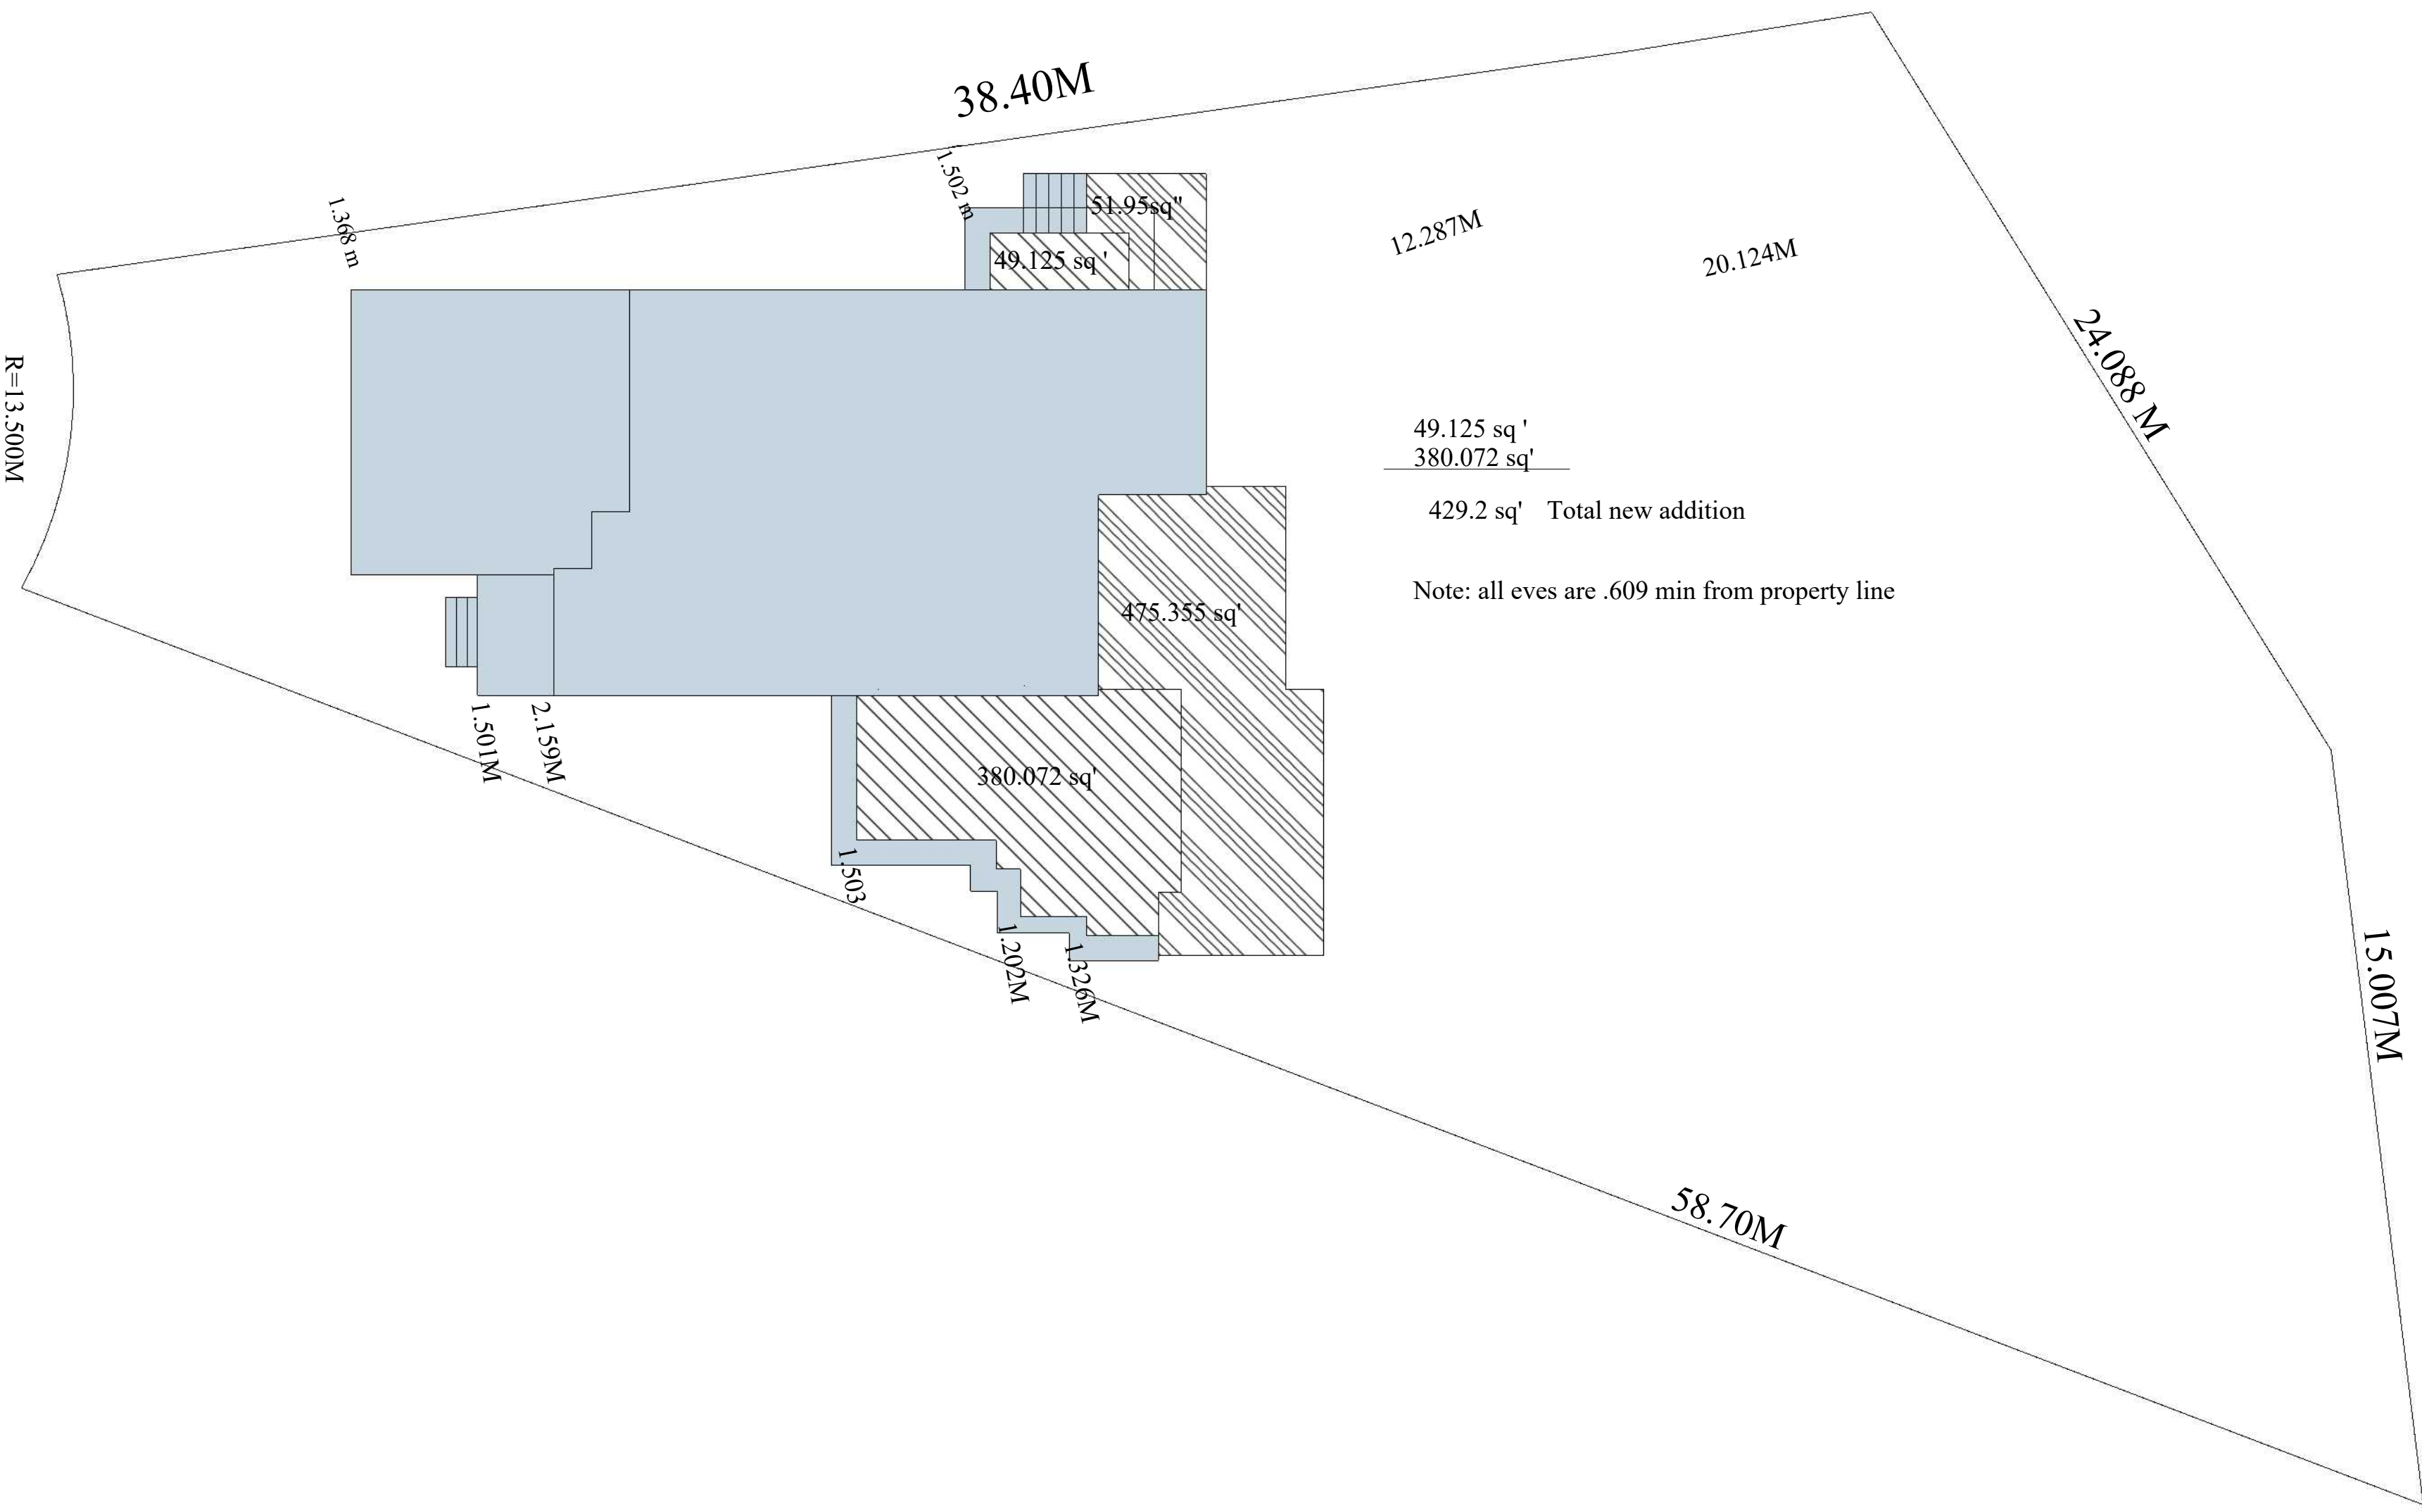 38.40M
1.502 m
1.368 m
51.95sq"
49.125 sq '
12.287M
20.124M
24.088 M
R=13.500M
49.125 sq '
380.072 sq'
429.2 sq' Total new addition
Note: all eves are .609 min from property line
475.355 sq'
1.501M
2.159M
380.072 sq'
1.503
1.202M
1.326M
15.007M
58.70M